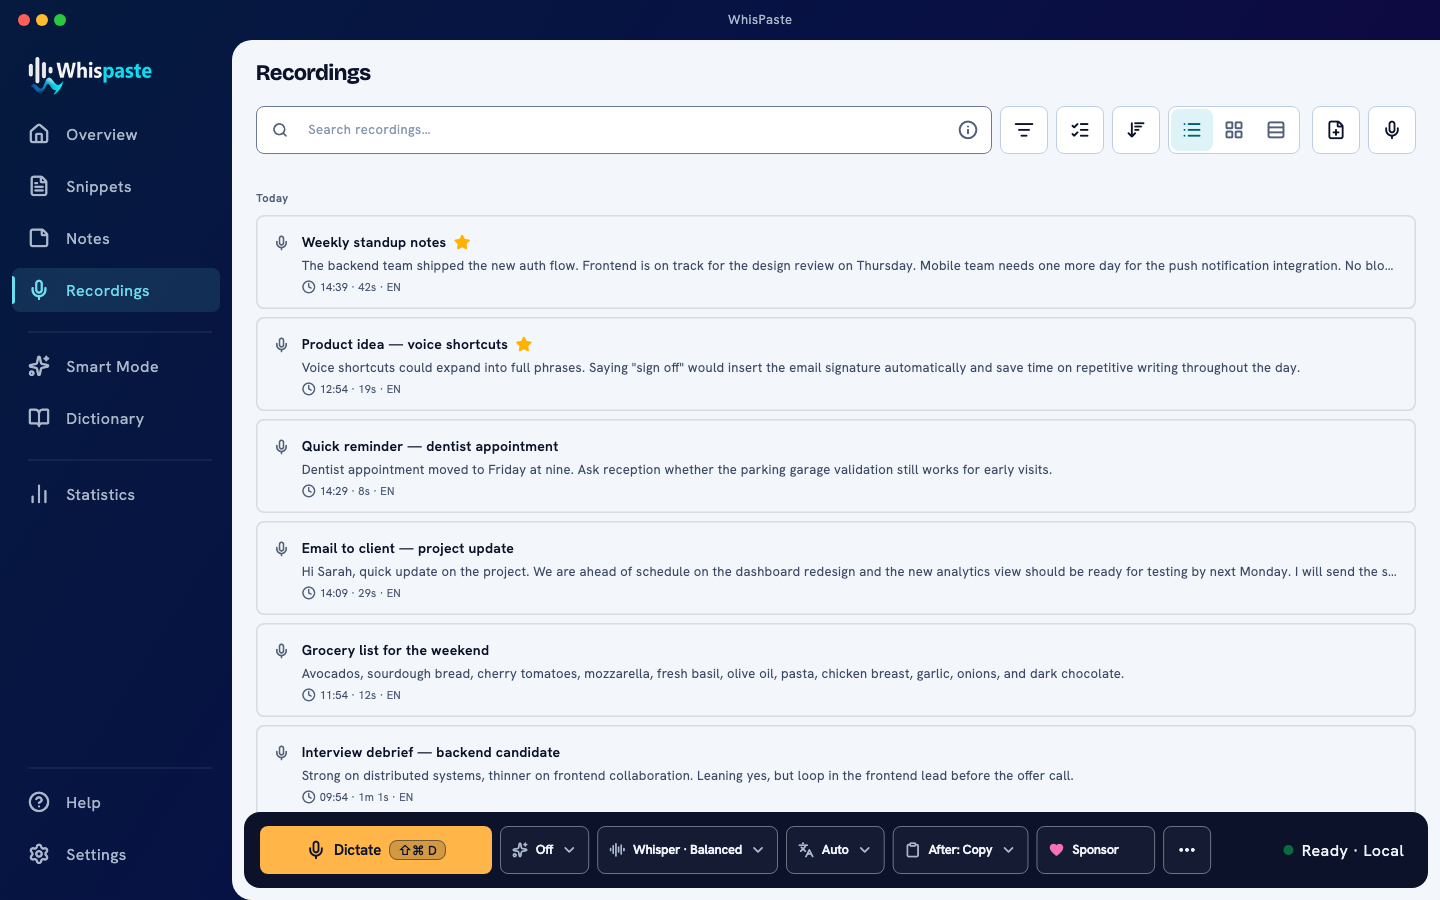 WhisPaste
Whispaste
Overview
Snippets
Notes
Recordings
Smart Mode
Dictionary
Statistics
Help
Settings
Recordings
Search recordings...
Today
Weekly standup notes
The backend team shipped the new auth flow. Frontend is on track for the design review on Thursday. Mobile team needs one more day for the push notification integration. No blo...
14:39 · 42s · EN
Product idea — voice shortcuts
Voice shortcuts could expand into full phrases. Saying "sign off" would insert the email signature automatically and save time on repetitive writing throughout the day.
12:54 · 19s · EN
Quick reminder — dentist appointment
Dentist appointment moved to Friday at nine. Ask reception whether the parking garage validation still works for early visits.
14:29 · 8s · EN
Email to client — project update
Hi Sarah, quick update on the project. We are ahead of schedule on the dashboard redesign and the new analytics view should be ready for testing by next Monday. I will send the s...
14:09 · 29s · EN
Grocery list for the weekend
Avocados, sourdough bread, cherry tomatoes, mozzarella, fresh basil, olive oil, pasta, chicken breast, garlic, onions, and dark chocolate.
11:54 · 12s · EN
Interview debrief — backend candidate
Strong on distributed systems, thinner on frontend collaboration. Leaning yes, but loop in the frontend lead before the offer call.
09:54 · 1m 1s · EN
Dictate ⇧⌘ D
Off
Whisper · Balanced
Auto
After: Copy
Sponsor
Ready · Local